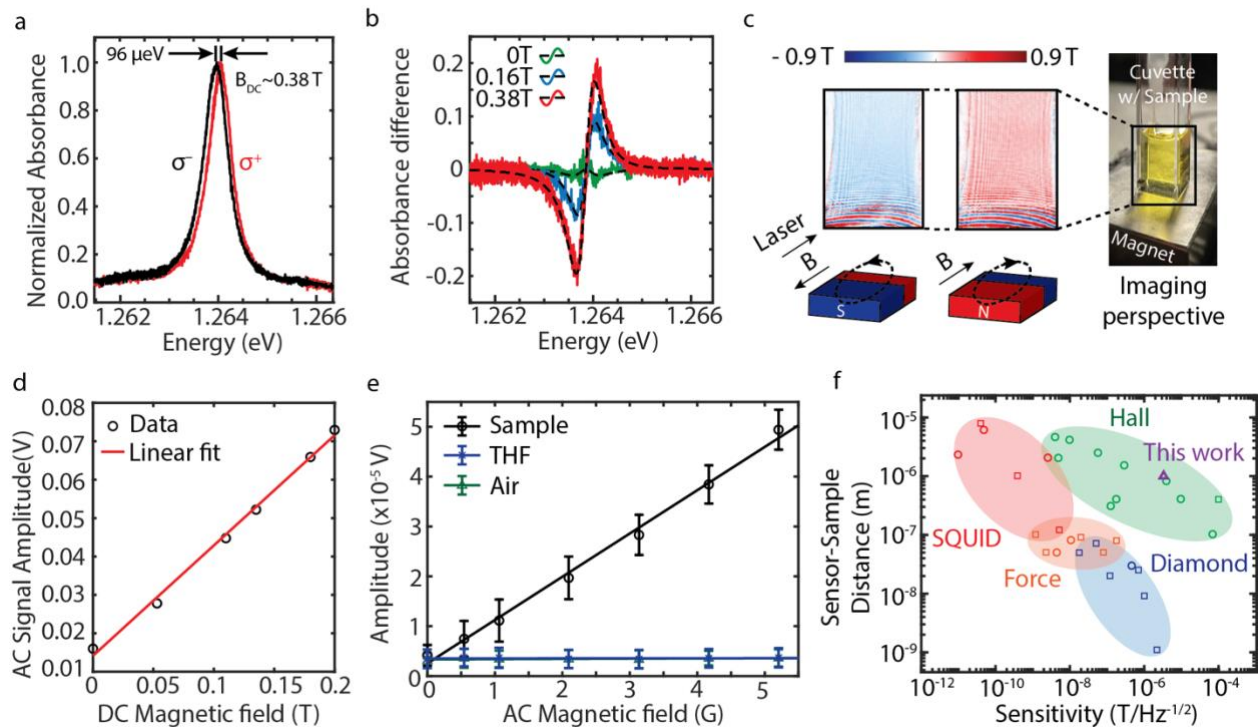 a
96 µeV
B_DC~0.38 T
σ⁻
σ⁺
1.0
0.8
0.6
0.4
0.2
0.0
Normalized Absorbance
1.262
1.264
1.266
Energy (eV)
b
0T
0.16T
0.38T
0.2
0.1
0
-0.1
-0.2
Absorbance difference
1.262
1.264
1.266
Energy (eV)
c
- 0.9 T
0.9 T
Laser
B
S
B
N
Cuvette
w/ Sample
Magnet
Imaging
perspective
d
Data
Linear fit
0.08
0.07
0.06
0.05
0.04
0.03
0.02
0.01
AC Signal Amplitude(V)
0
0.05
0.1
0.15
0.2
DC Magnetic field (T)
e
Sample
THF
Air
5
4
3
2
1
0
Amplitude (x10⁻⁵ V)
0
1
2
3
4
5
AC Magnetic field (G)
f
Hall
This work
SQUID
Force
Diamond
10⁻⁵
10⁻⁶
10⁻⁷
10⁻⁸
10⁻⁹
Sensor-Sample
Distance (m)
10⁻¹²
10⁻¹⁰
10⁻⁸
10⁻⁶
10⁻⁴
Sensitivity (T/Hz⁻¹/²)